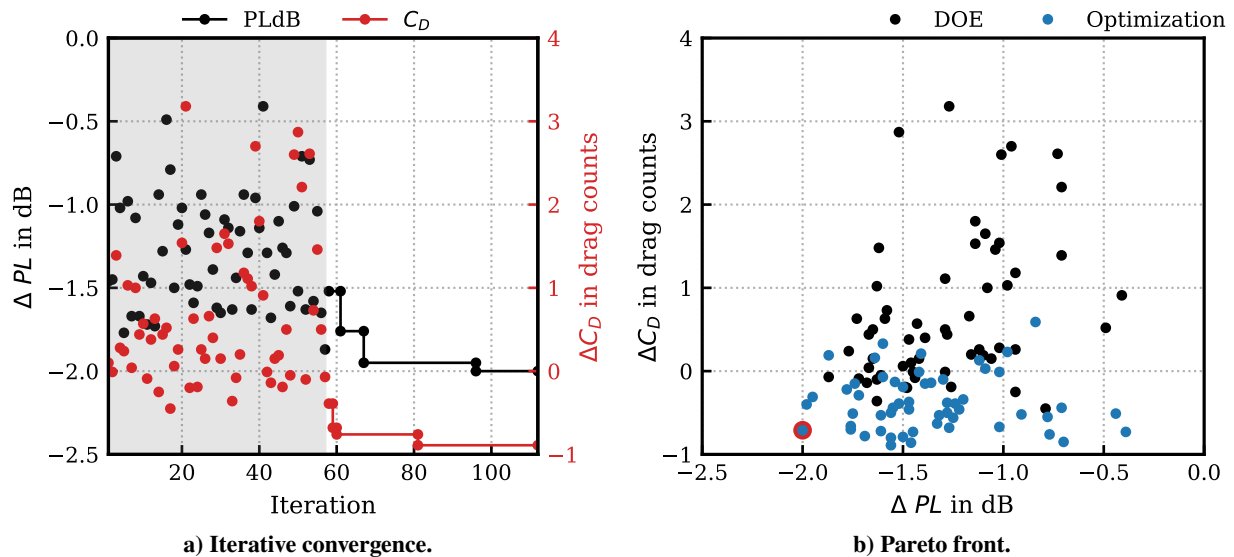 PLdB
C_D
0.0
−0.5
−1.0
−1.5
−2.0
−2.5
Δ PL in dB
4
3
2
1
0
−1
ΔC_D in drag counts
20
40
60
80
100
Iteration
a) Iterative convergence.
DOE
Optimization
4
3
2
1
0
−1
ΔC_D in drag counts
−2.5
−2.0
−1.5
−1.0
−0.5
0.0
Δ PL in dB
b) Pareto front.